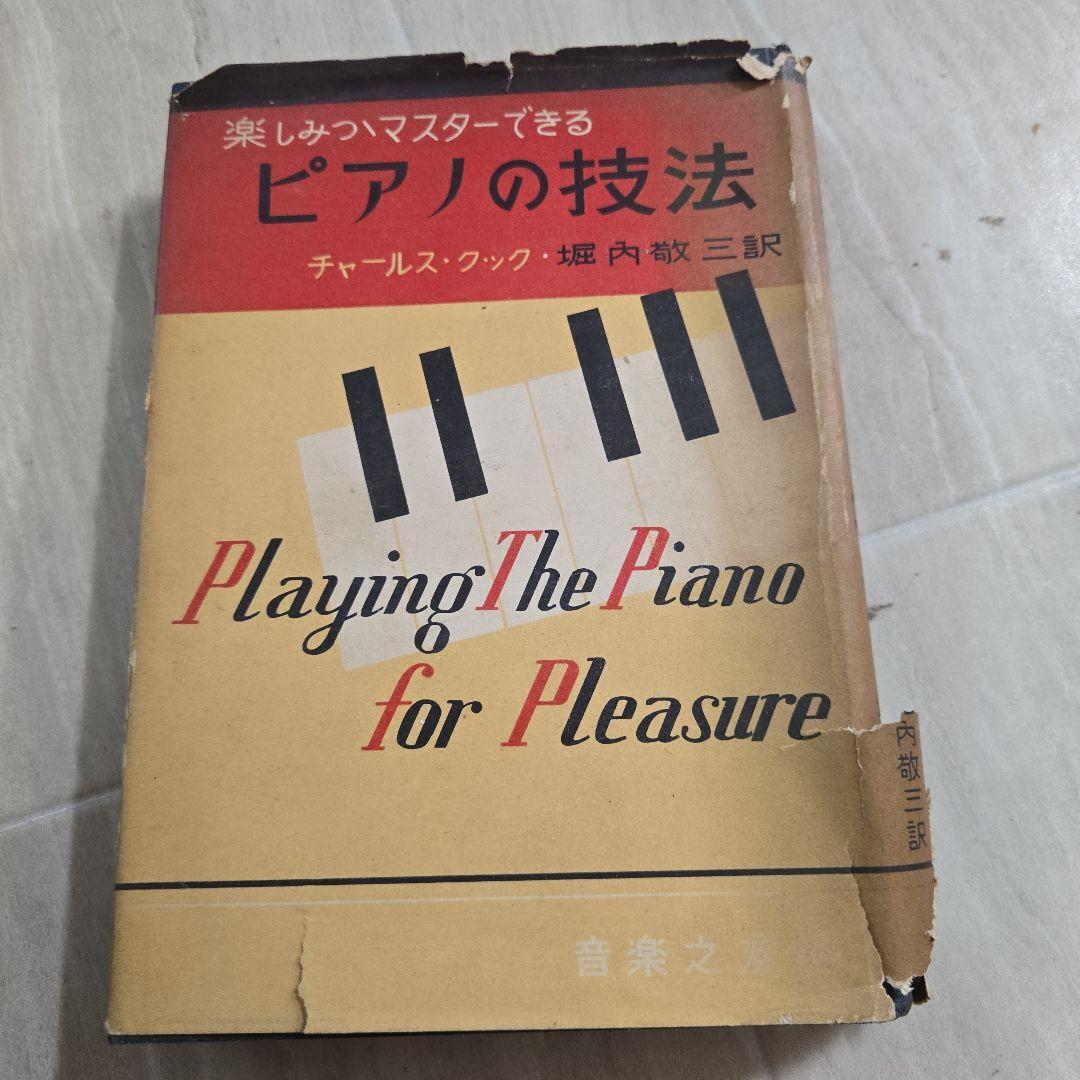 楽しみつゝマスターできる
ピアノの技法
チャールス・クック・堀内敬三訳
Playing The Piano
for Pleasure
内敬三訳
音楽之友